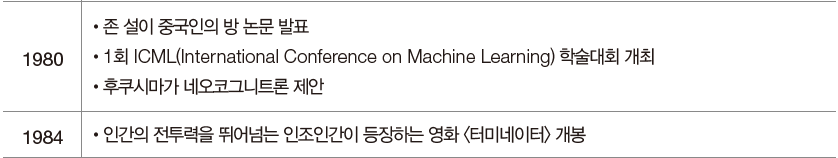 1980
• 존 설이 중국인의 방 논문 발표
• 1회 ICML(International Conference on Machine Learning) 학술대회 개최
• 후쿠시마가 네오코그니트론 제안
1984
• 인간의 전투력을 뛰어넘는 인조인간이 등장하는 영화 〈터미네이터〉 개봉